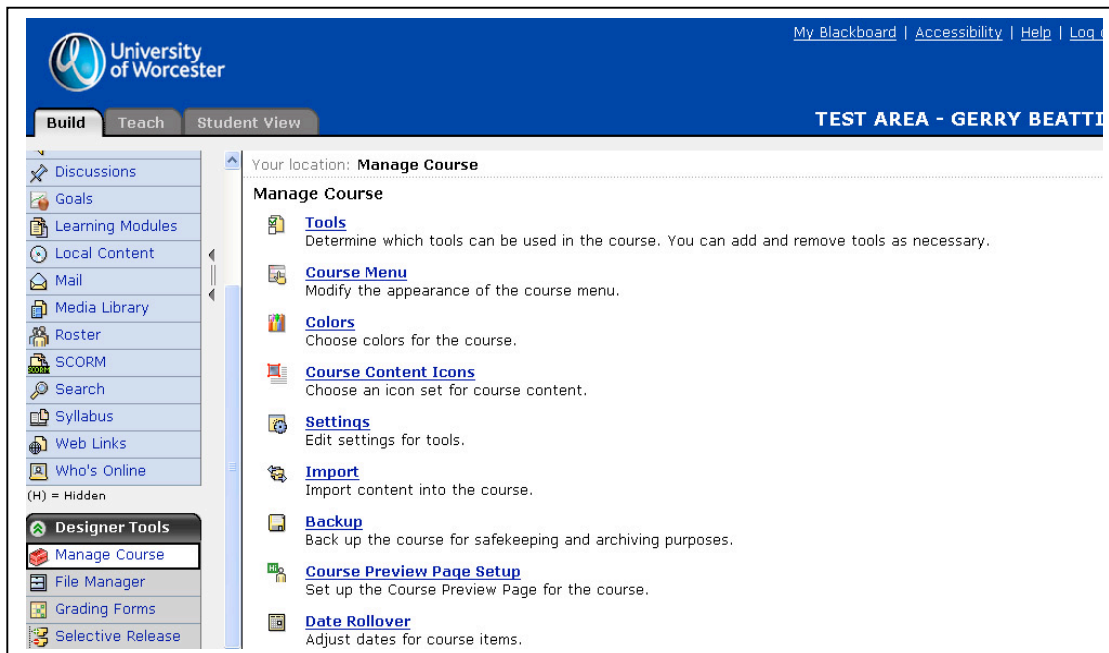 University
of Worcester
My Blackboard | Accessibility | Help | Log
Build Teach Student View
TEST AREA - GERRY BEATTI
Discussions
Goals
Learning Modules
Local Content
Mail
Media Library
Roster
SCORM
Search
Syllabus
Web Links
Who's Online
(H) = Hidden
Designer Tools
Manage Course
File Manager
Grading Forms
Selective Release
Your location: Manage Course
Manage Course
Tools
Determine which tools can be used in the course. You can add and remove tools as necessary.
Course Menu
Modify the appearance of the course menu.
Colors
Choose colors for the course.
Course Content Icons
Choose an icon set for course content.
Settings
Edit settings for tools.
Import
Import content into the course.
Backup
Back up the course for safekeeping and archiving purposes.
Course Preview Page Setup
Set up the Course Preview Page for the course.
Date Rollover
Adjust dates for course items.